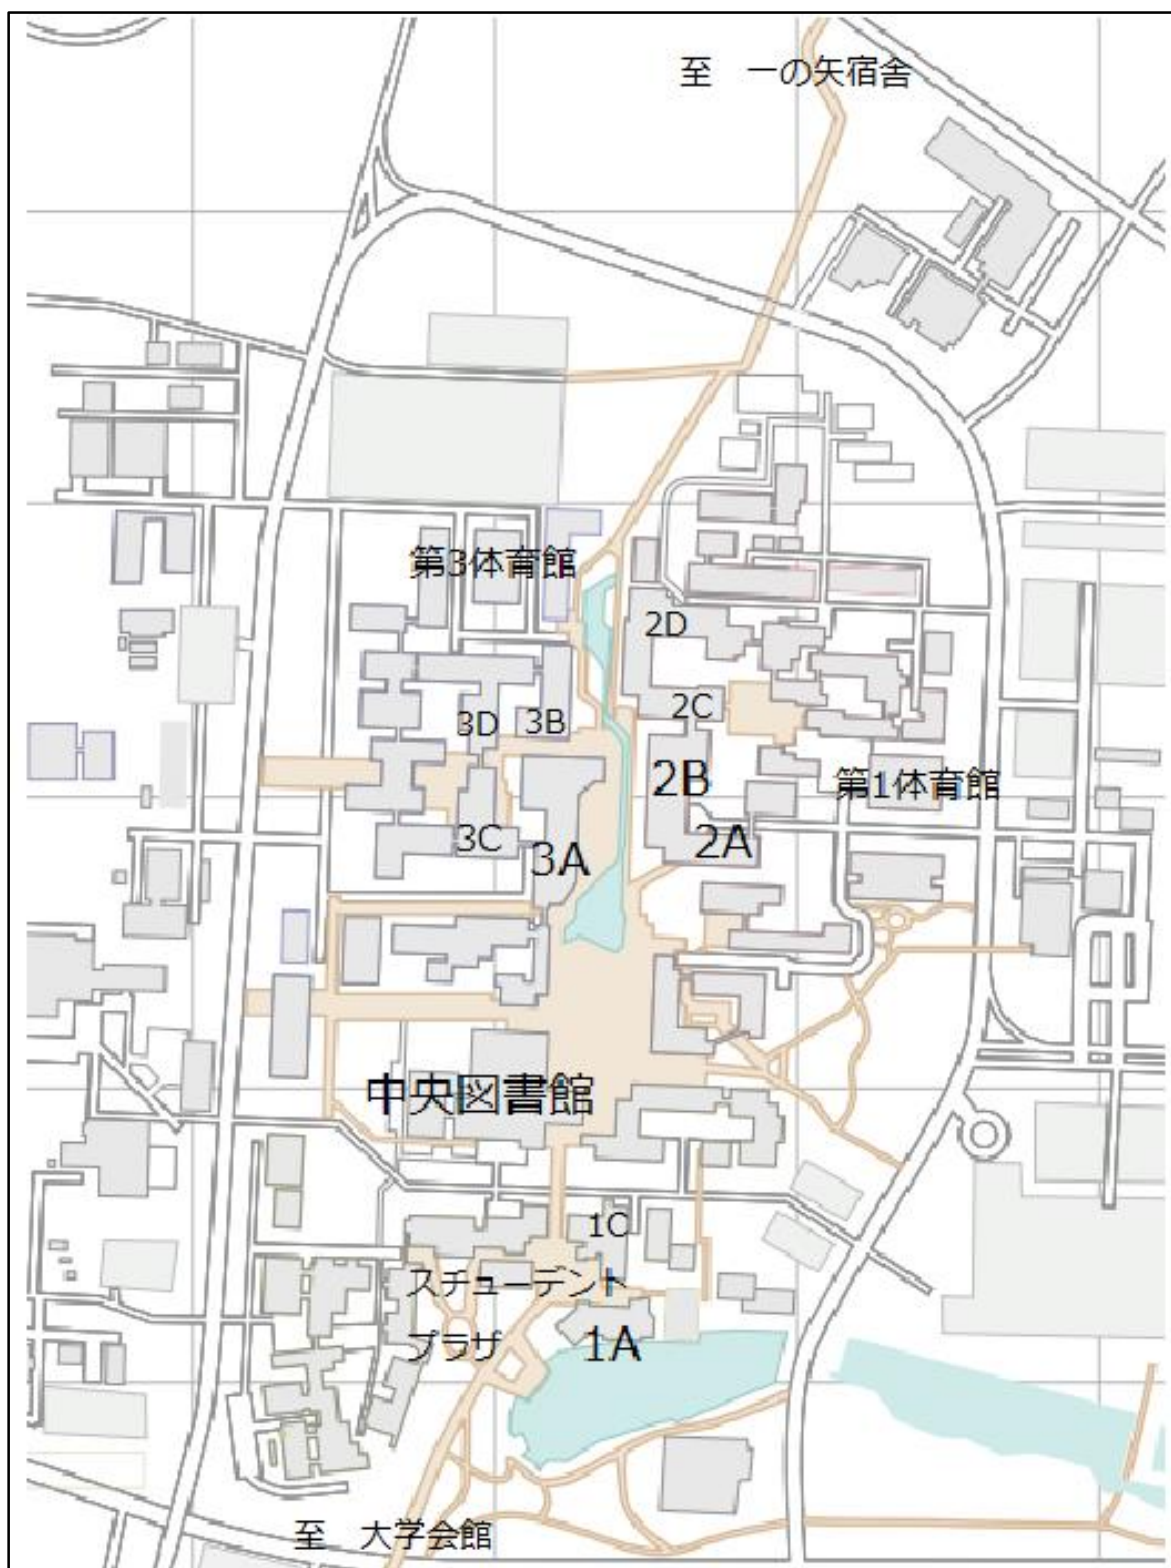 至　一の矢宿舎
第3体育館
2D
2C
3D
3B
2B
第1体育館
3C
3A
2A
中央図書館
1C
スチューデント
プラザ
1A
至　大学会館